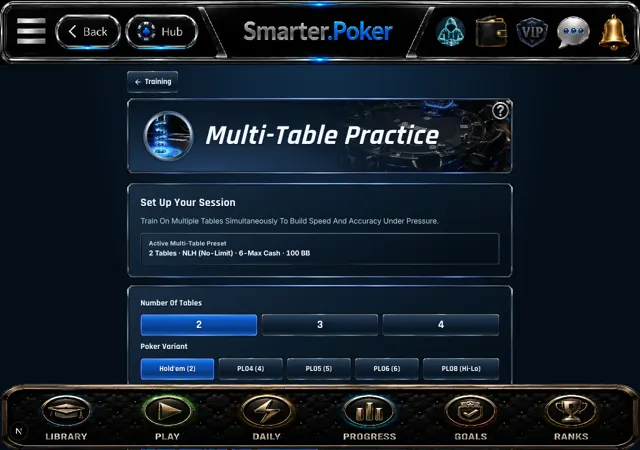 Back
Hub
Smarter.Poker
VIP
← Training
Multi-Table Practice
?
Set Up Your Session
Train On Multiple Tables Simultaneously To Build Speed And Accuracy Under Pressure.
Active Multi-Table Preset
2 Tables · NLH (No-Limit) · 6-Max Cash · 100 BB
Number Of Tables
2 3 4
Poker Variant
Hold'em (2) PLO4 (4) PLO5 (5) PLO6 (6) PLO8 (Hi-Lo)
N
LIBRARY PLAY DAILY PROGRESS GOALS RANKS